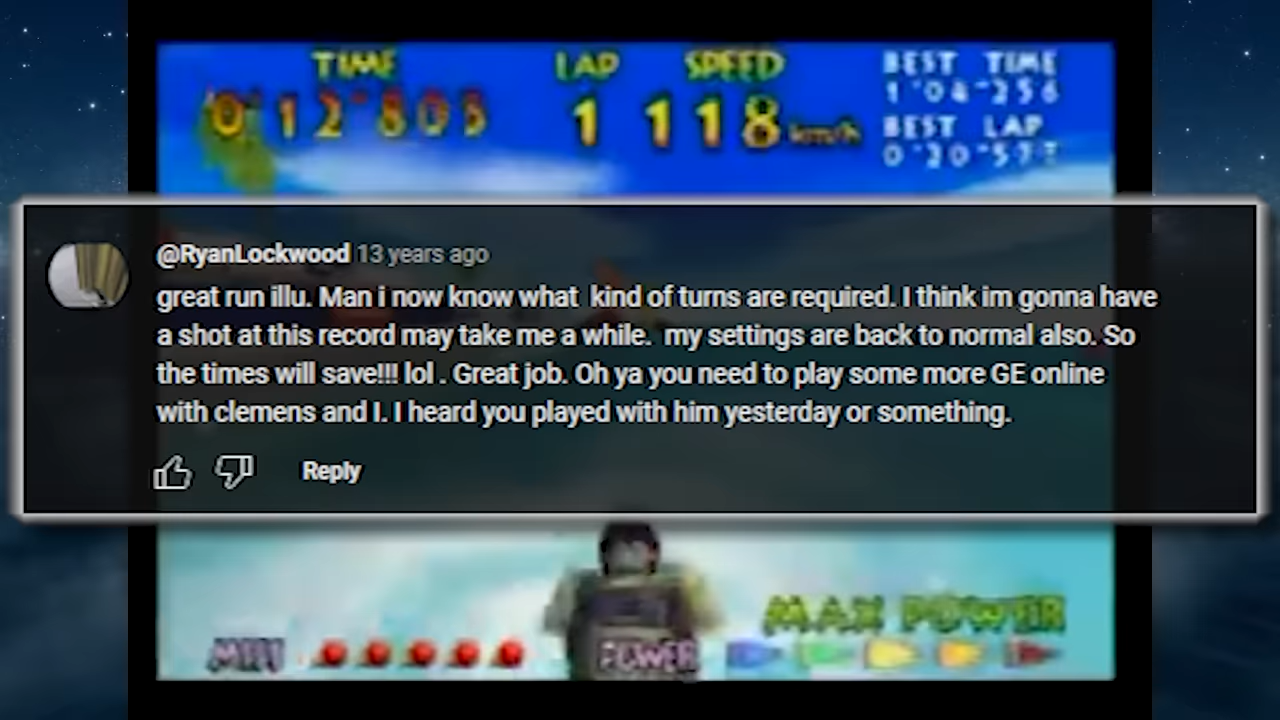 TIME LAP SPEED BEST TIME
0'12"803 1 118 km/h 1'04"256
BEST LAP
0'20"577
@RyanLockwood 13 years ago
great run illu. Man i now know what  kind of turns are required. I think im gonna have
a shot at this record may take me a while.  my settings are back to normal also. So
the times will save!!! lol . Great job. Oh ya you need to play some more GE online
with clemens and I. I heard you played with him yesterday or something.
Reply
MAX POWER
POWER